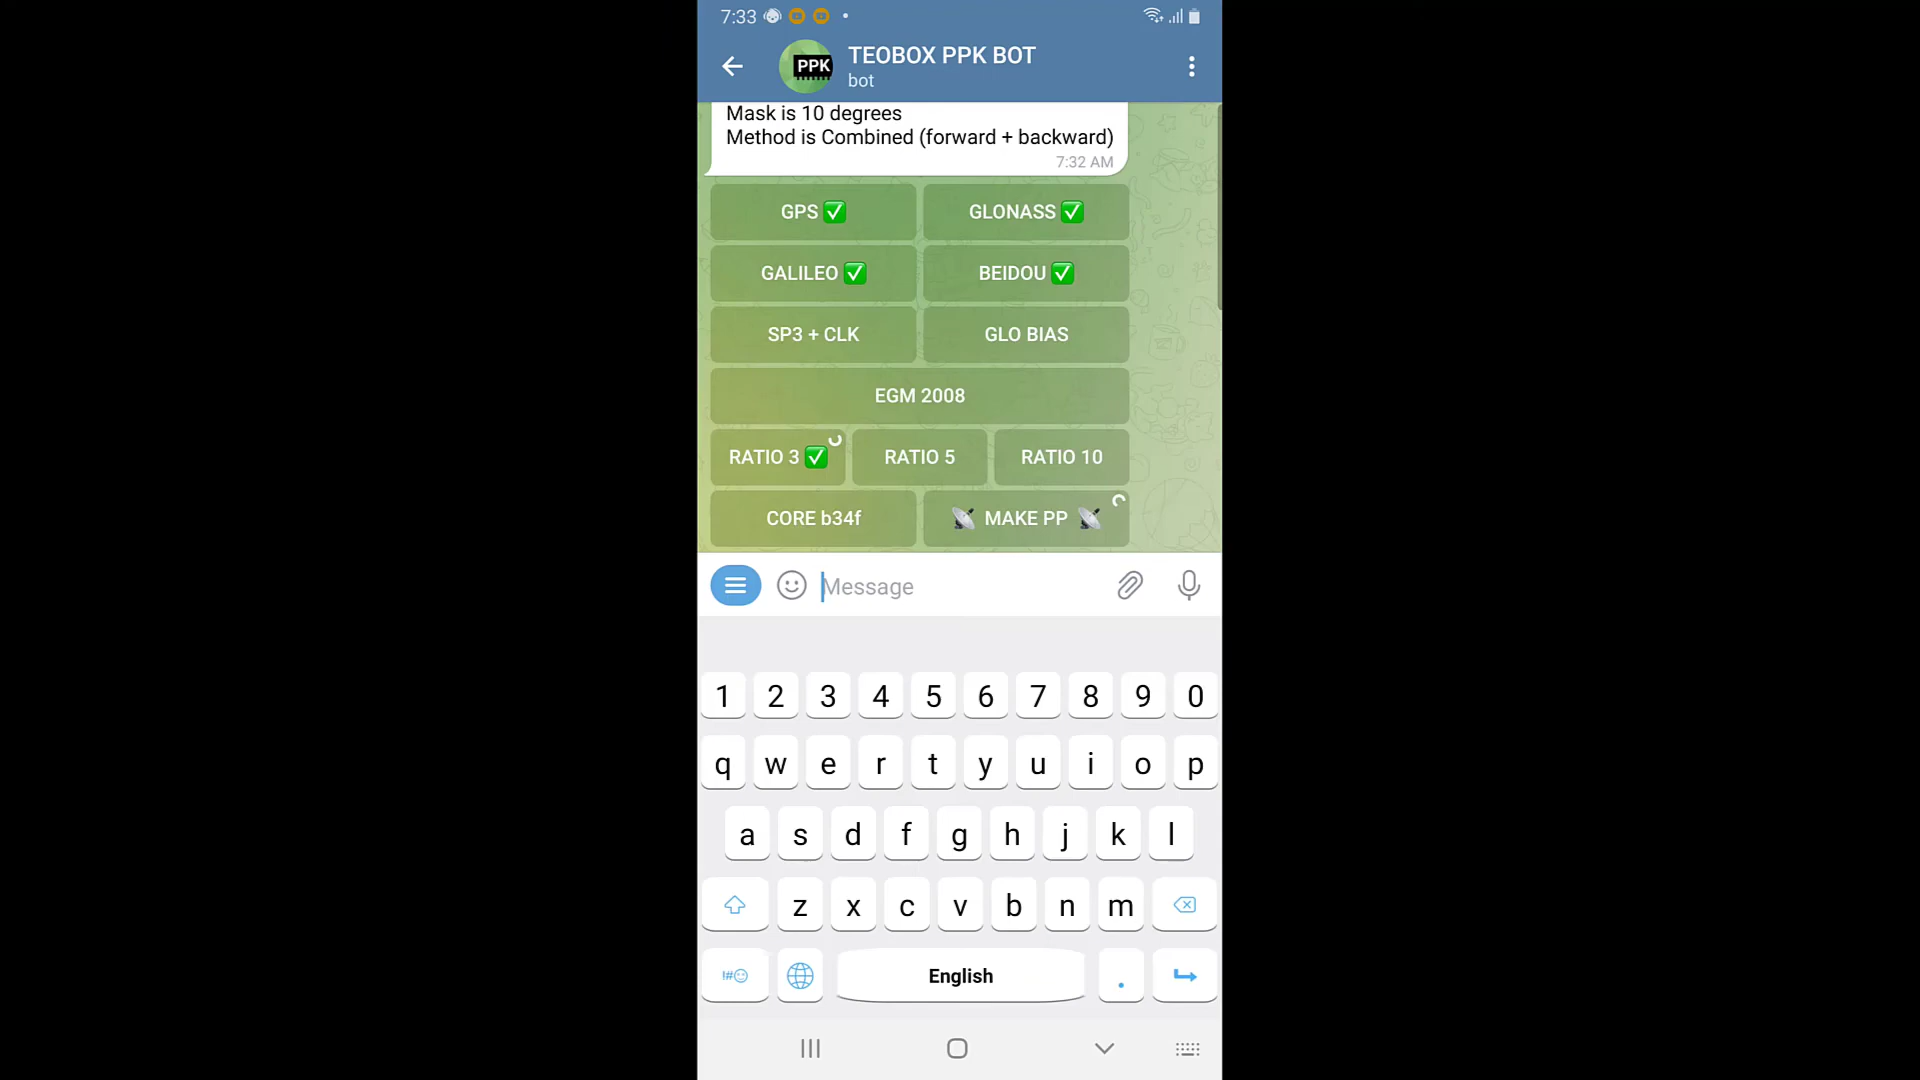 7:33
PPK
TEOBOX PPK BOT
bot
Mask is 10 degrees
Method is Combined (forward + backward)
7:32 AM
GPS ✅ GLONASS ✅
GALILEO ✅ BEIDOU ✅
SP3 + CLK GLO BIAS
EGM 2008
RATIO 3 ✅ RATIO 5 RATIO 10
CORE b34f 📡 MAKE PP 📡
Message
1 2 3 4 5 6 7 8 9 0
q w e r t y u i o p
a s d f g h j k l
z x c v b n m
!#☺ English .